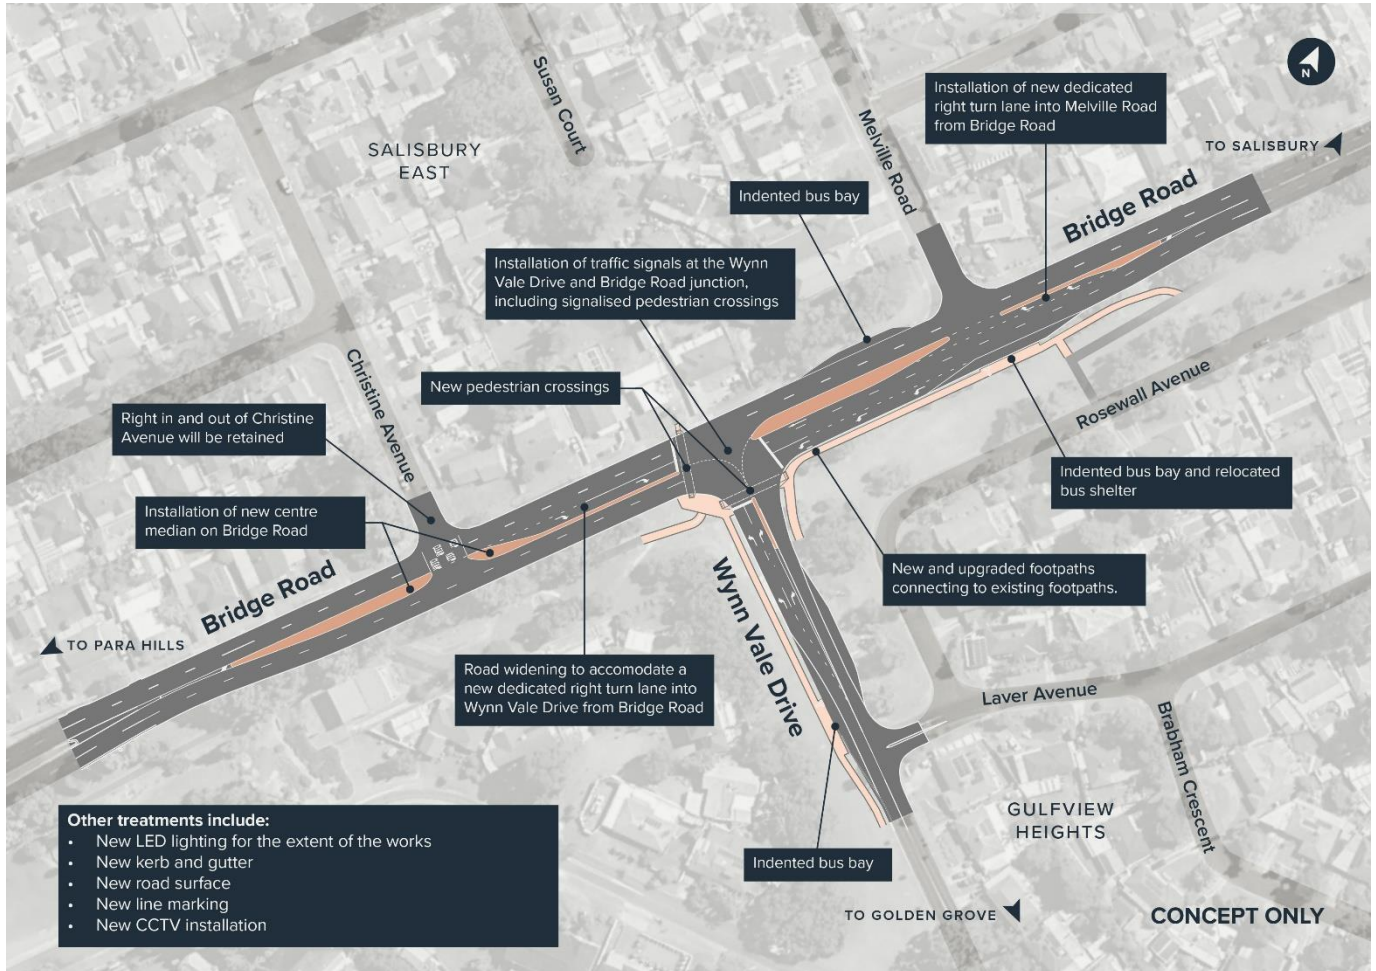 N
Susan Court
SALISBURY
EAST
Melville Road
Installation of new dedicated
right turn lane into Melville Road
from Bridge Road
TO SALISBURY
Indented bus bay
Bridge Road
Installation of traffic signals at the Wynn
Vale Drive and Bridge Road junction,
including signalised pedestrian crossings
Christine Avenue
New pedestrian crossings
Rosewall Avenue
Right in and out of Christine
Avenue will be retained
Indented bus bay and relocated
bus shelter
Installation of new centre
median on Bridge Road
New and upgraded footpaths
connecting to existing footpaths.
Bridge Road
TO PARA HILLS
Wynn Vale Drive
Road widening to accomodate a
new dedicated right turn lane into
Wynn Vale Drive from Bridge Road
Laver Avenue
Brabham Crescent
GULFVIEW
HEIGHTS
Other treatments include:
• New LED lighting for the extent of the works
• New kerb and gutter
• New road surface
• New line marking
• New CCTV installation
Indented bus bay
TO GOLDEN GROVE
CONCEPT ONLY